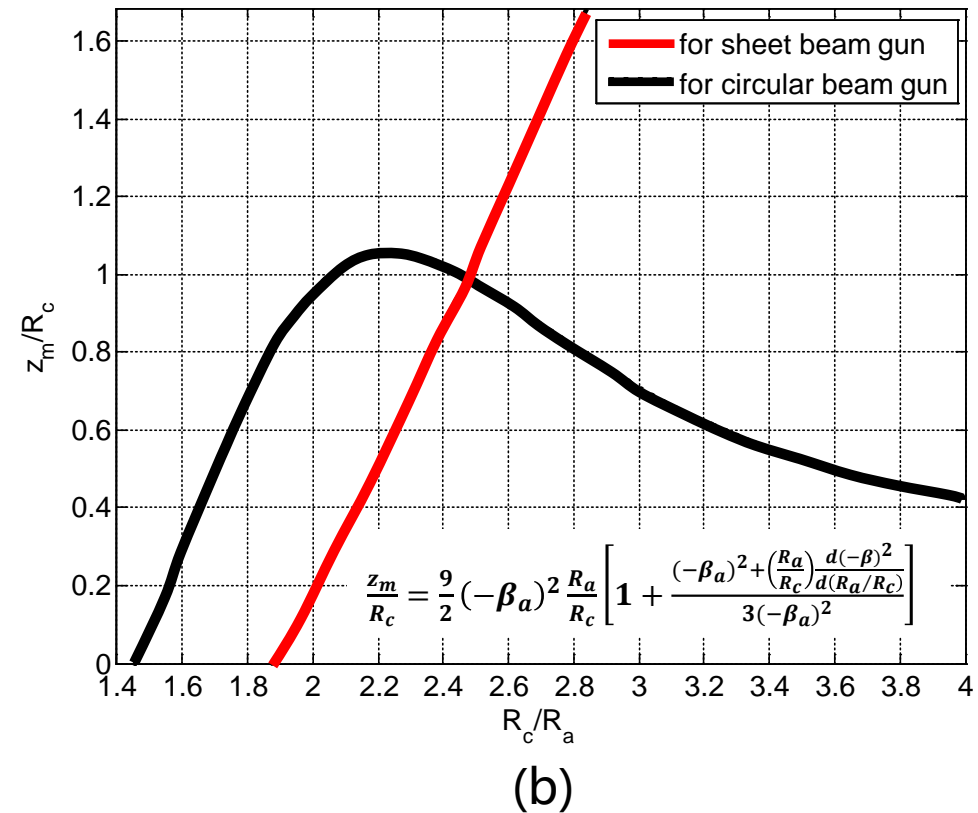 for sheet beam gun
for circular beam gun
1.6
1.4
1.2
1
0.8
0.6
0.4
0.2
0
z_m/R_c
z_m/R_c = 9/2 (-β_a)^2 R_a/R_c [1 + ((-β_a)^2 + (R_a/R_c) d(-β)^2/d(R_a/R_c)) / 3(-β_a)^2]
1.4 1.6 1.8 2 2.2 2.4 2.6 2.8 3 3.2 3.4 3.6 3.8 4
R_c/R_a
(b)